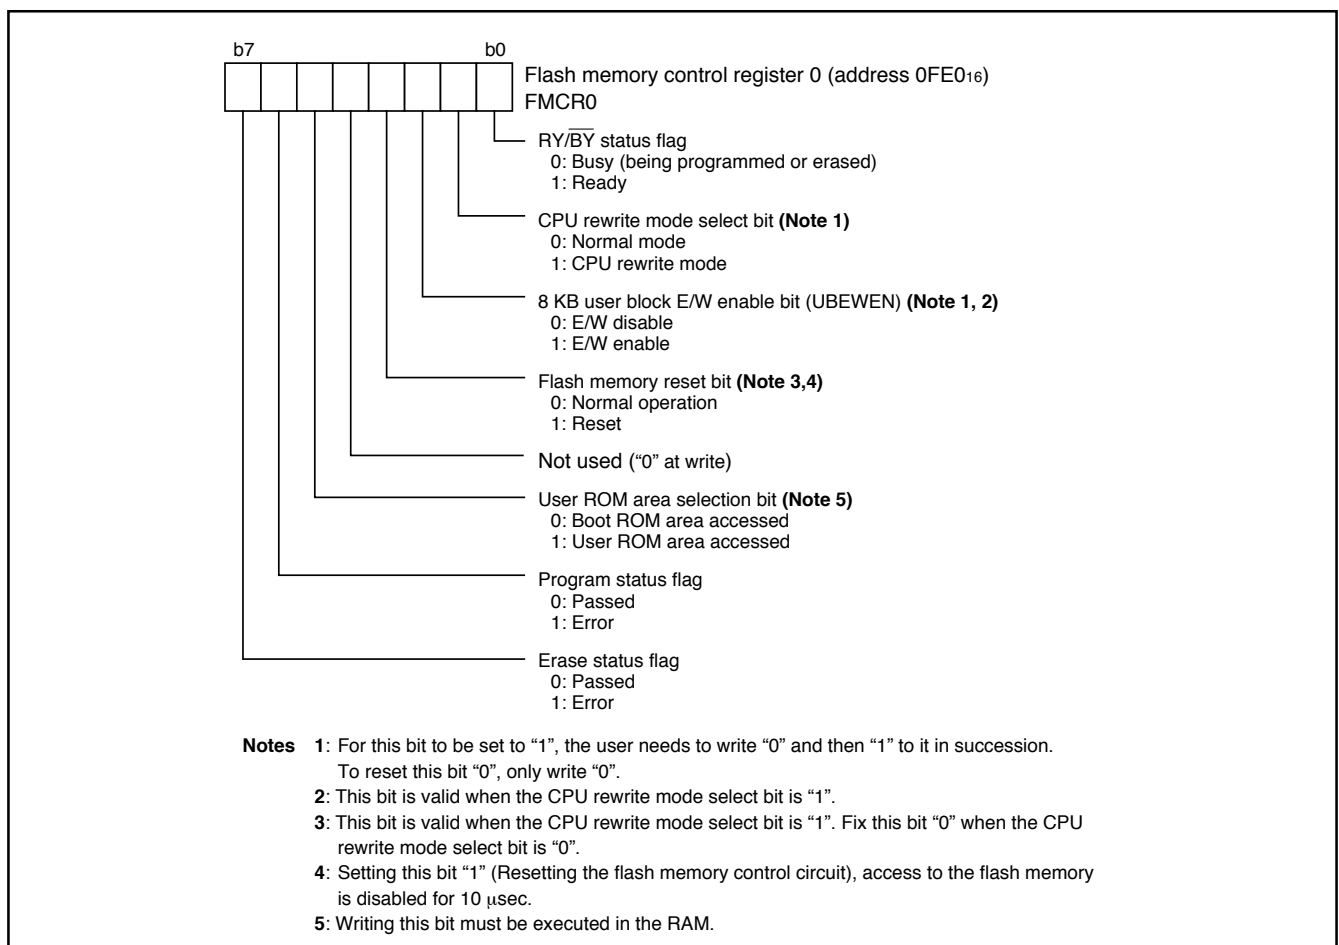 b7 b0
Flash memory control register 0 (address 0FE016)
FMCR0
RY/BY status flag
0: Busy (being programmed or erased)
1: Ready
CPU rewrite mode select bit (Note 1)
0: Normal mode
1: CPU rewrite mode
8 KB user block E/W enable bit (UBEWEN) (Note 1, 2)
0: E/W disable
1: E/W enable
Flash memory reset bit (Note 3,4)
0: Normal operation
1: Reset
Not used (“0” at write)
User ROM area selection bit (Note 5)
0: Boot ROM area accessed
1: User ROM area accessed
Program status flag
0: Passed
1: Error
Erase status flag
0: Passed
1: Error
Notes 1: For this bit to be set to “1”, the user needs to write “0” and then “1” to it in succession.
To reset this bit “0”, only write “0”.
2: This bit is valid when the CPU rewrite mode select bit is “1”.
3: This bit is valid when the CPU rewrite mode select bit is “1”. Fix this bit “0” when the CPU
rewrite mode select bit is “0”.
4: Setting this bit “1” (Resetting the flash memory control circuit), access to the flash memory
is disabled for 10 μsec.
5: Writing this bit must be executed in the RAM.